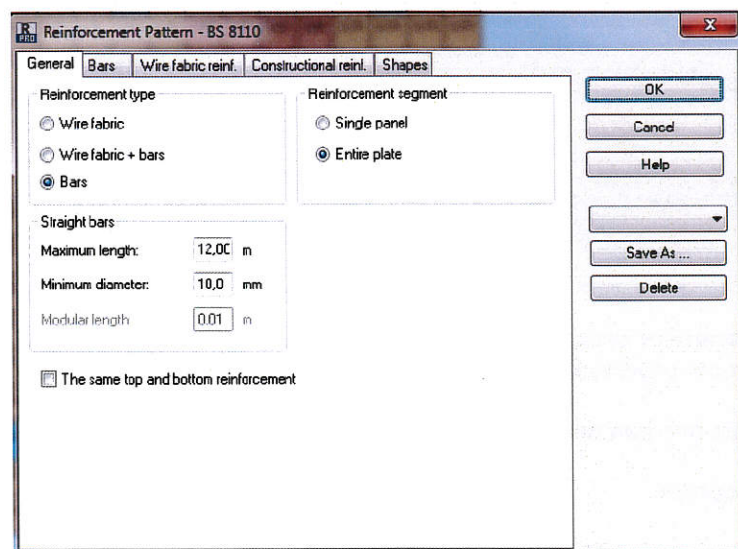 R PRO Reinforcement Pattern - BS 8110
X
General Bars Wire fabric reinf. Constructional reinf. Shapes
Reinforcement type
Wire fabric
Wire fabric + bars
Bars
Reinforcement segment
Single panel
Entire plate
Straight bars
Maximum length: 12,00 m
Minimum diameter: 10,0 mm
Modular length 0.01 m
The same top and bottom reinforcement
OK
Cancel
Help
Save As ...
Delete